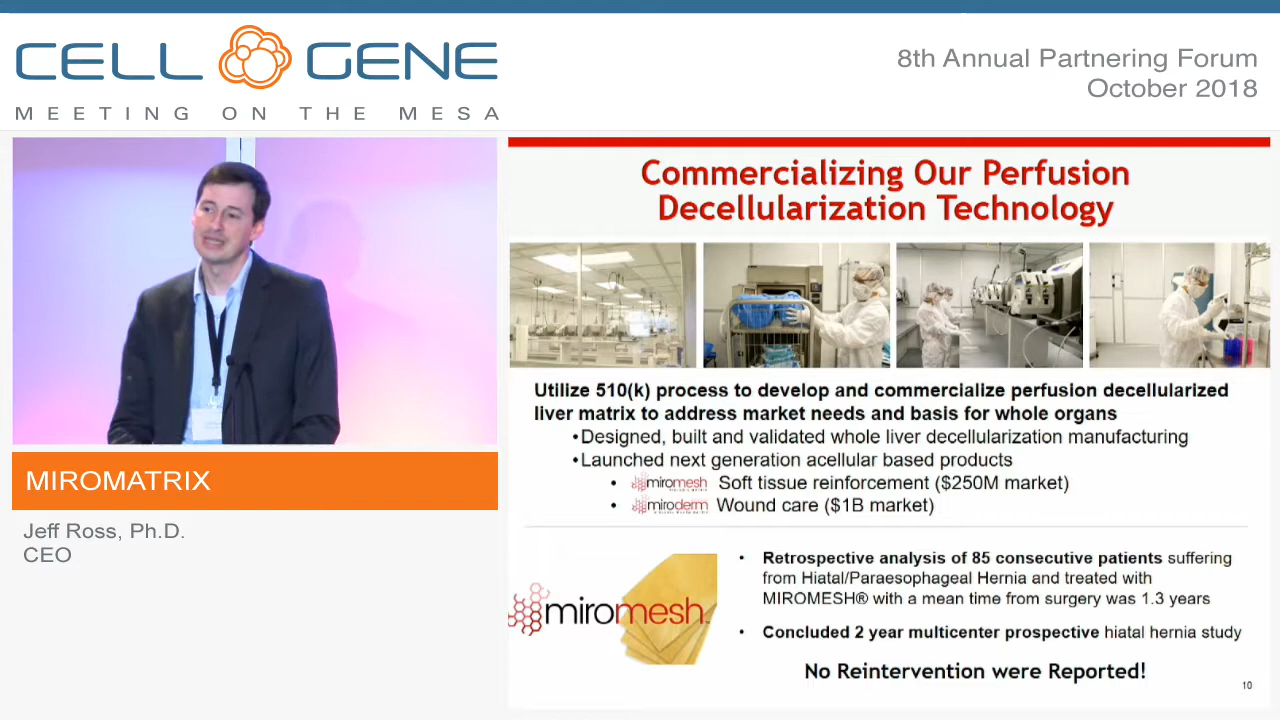 CELL GENE
MEETING ON THE MESA
8th Annual Partnering Forum
October 2018
MIROMATRIX
Jeff Ross, Ph.D.
CEO
Commercializing Our Perfusion
Decellularization Technology
Utilize 510(k) process to develop and commercialize perfusion decellularized
liver matrix to address market needs and basis for whole organs
•Designed, built and validated whole liver decellularization manufacturing
•Launched next generation acellular based products
• miromesh Soft tissue reinforcement ($250M market)
• miroderm Wound care ($1B market)
miromesh
• Retrospective analysis of 85 consecutive patients suffering
from Hiatal/Paraesophageal Hernia and treated with
MIROMESH® with a mean time from surgery was 1.3 years
• Concluded 2 year multicenter prospective hiatal hernia study
No Reintervention were Reported!
10